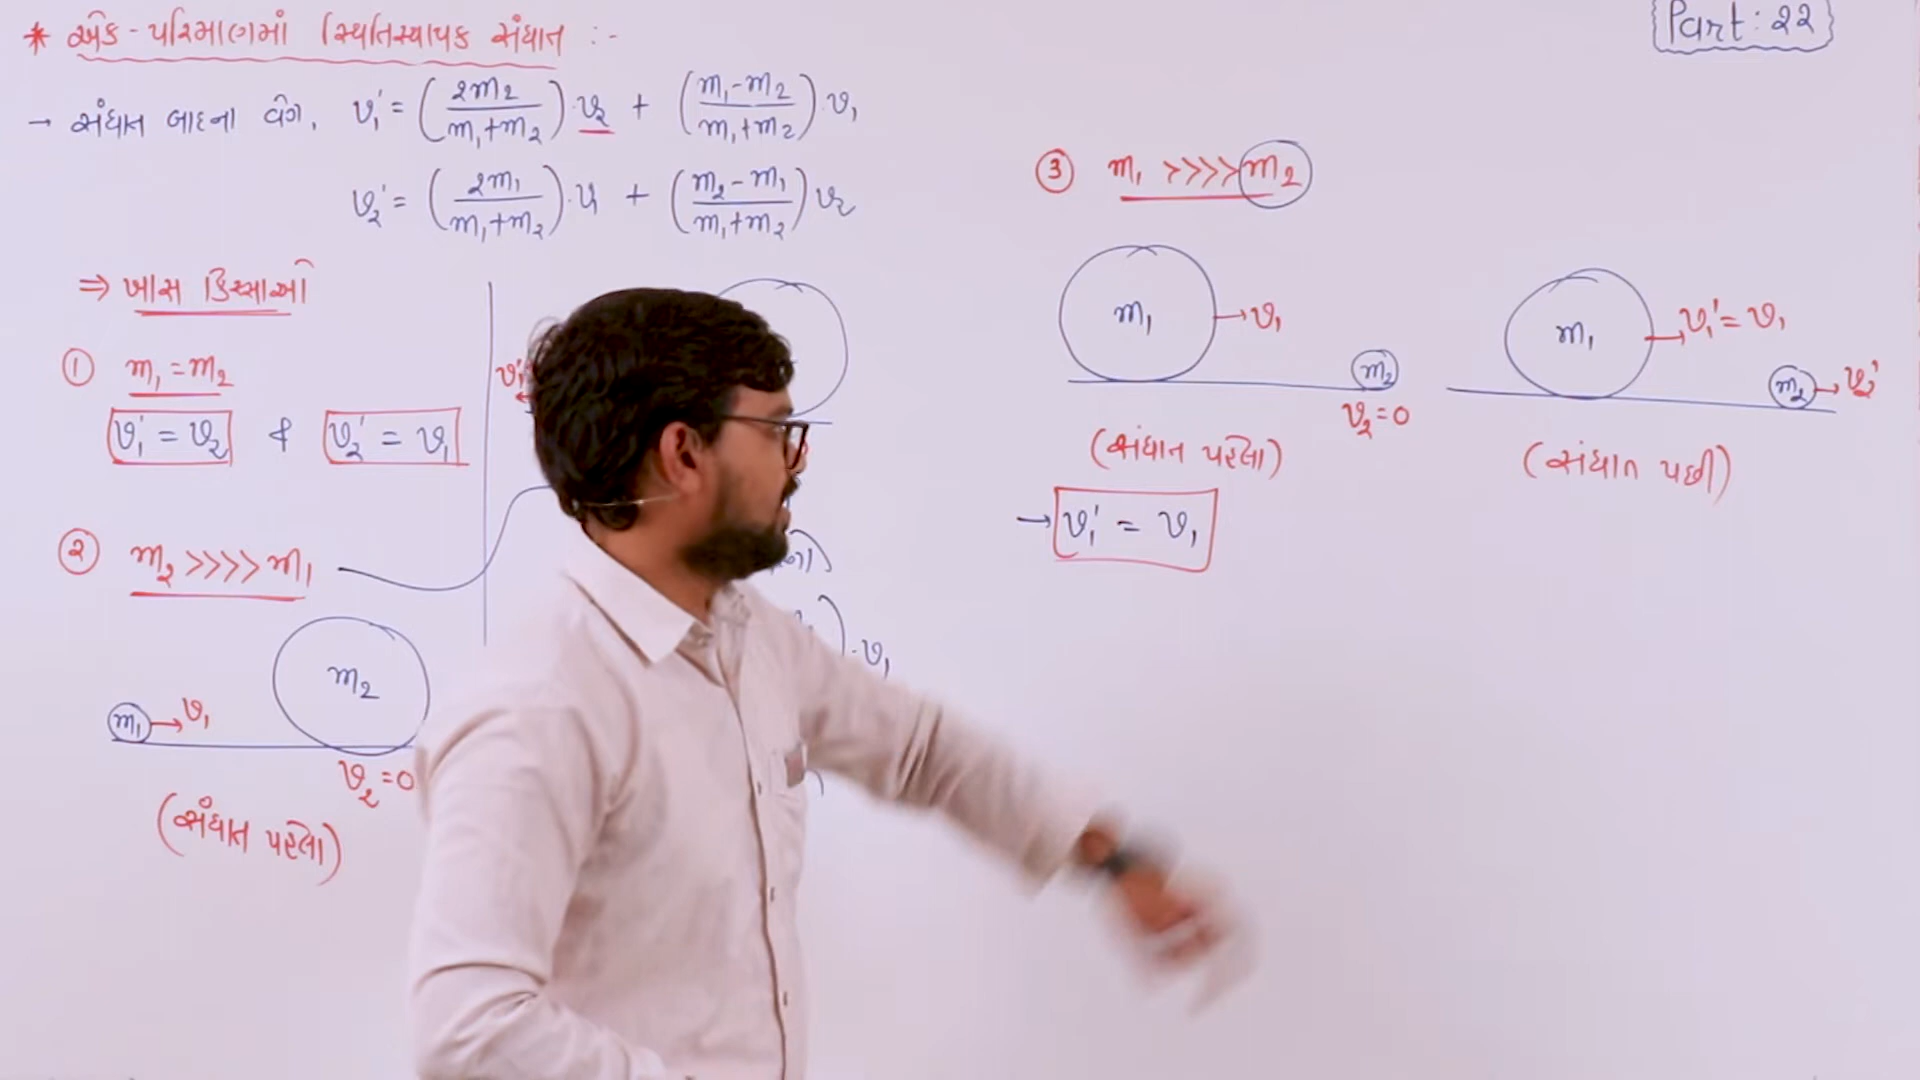 * એક-પરિમાણમાં સ્થિતિસ્થાપક સંઘાત :-
Part: 22
→ સંઘાત બાદના વેગ, v₁' = (2m₂/(m₁+m₂))·v₂ + ((m₁-m₂)/(m₁+m₂))·v₁
v₂' = (2m₁/(m₁+m₂))·v₁ + ((m₂-m₁)/(m₁+m₂))v₂
⇒ ખાસ કિસ્સાઓ
① m₁ = m₂
v₁' = v₂ & v₂' = v₁
② m₂ >>>> m₁
m₁ → v₁
m₂
v₂ = 0
(સંઘાત પહેલા)
v₁'
·v₁
③ m₁ >>>> m₂
m₁ → v₁
m₂
v₂ = 0
(સંઘાત પહેલા)
m₁ → v₁' = v₁
m₂ → v₂'
(સંઘાત પછી)
→ v₁' = v₁